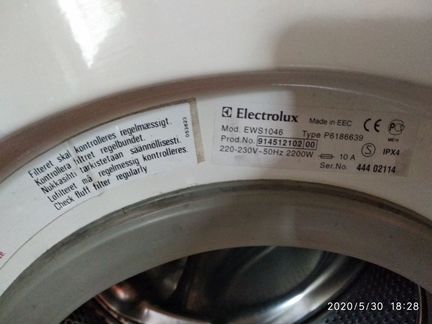 Filteret skal kontrolleres regelmæssigt.
Kontrollera filtret regelbundet.
Nukkasihti tarkistetaan säännöllisesti.
Lofilteret må regelmessig kontrolleres.
Check fluff filter regularly
Electrolux
Made in EEC
Mod. EWS1046
Type P6186639
Prod.No. 914512102 00
220-230V~50Hz 2200W
10 A
IPX4
Ser.No. 444 02114
2020/5/30 18:28